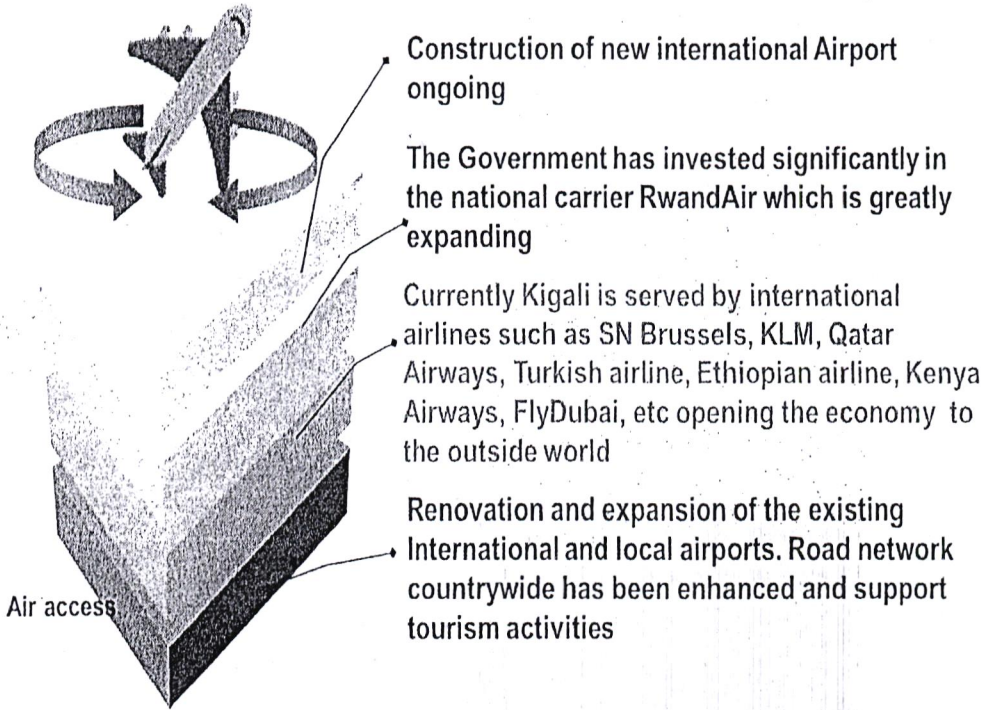 Construction of new international Airport
ongoing
The Government has invested significantly in
the national carrier RwandAir which is greatly
expanding
Currently Kigali is served by international
airlines such as SN Brussels, KLM, Qatar
Airways, Turkish airline, Ethiopian airline, Kenya
Airways, FlyDubai, etc opening the economy to
the outside world
Renovation and expansion of the existing
International and local airports. Road network
countrywide has been enhanced and support
tourism activities
Air access